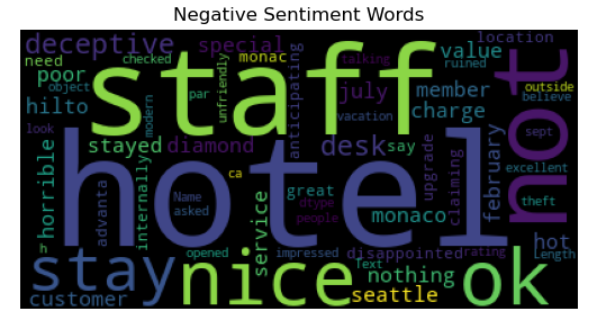 Negative Sentiment Words
deceptive special monac value location
need checked talking ruined
poor staff member outside
object par unfriendly anticipating july believe
hilto modern vacation charge not
look stayed diamond desk say sept
horrible hotel upgrade claiming february excellent
advanta internally ca great dtype theft
Name asked people monaco
service hot
h opened impressed disappointed rating Length
stay nice Text nothing ok
customer seattle